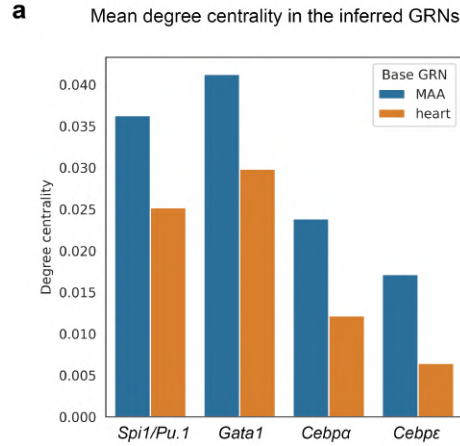 a
Mean degree centrality in the inferred GRNs
Base GRN
MAA
heart
Degree centrality
0.040
0.035
0.030
0.025
0.020
0.015
0.010
0.005
0.000
Spi1/Pu.1 Gata1 Cebpα Cebpε